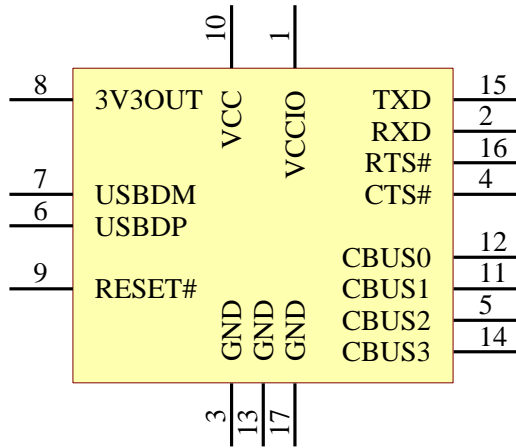 10 1
8 3V3OUT VCC VCCIO TXD 15
RXD 2
RTS# 16
7 USBDM CTS# 4
6 USBDP
CBUS0 12
9 RESET# CBUS1 11
GND GND GND CBUS2 5
CBUS3 14
3 13 17